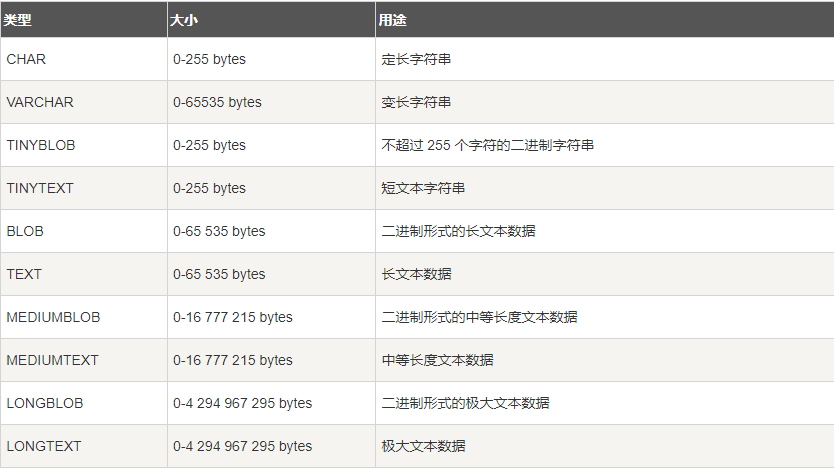 类型 大小 用途
CHAR 0-255 bytes 定长字符串
VARCHAR 0-65535 bytes 变长字符串
TINYBLOB 0-255 bytes 不超过 255 个字符的二进制字符串
TINYTEXT 0-255 bytes 短文本字符串
BLOB 0-65 535 bytes 二进制形式的长文本数据
TEXT 0-65 535 bytes 长文本数据
MEDIUMBLOB 0-16 777 215 bytes 二进制形式的中等长度文本数据
MEDIUMTEXT 0-16 777 215 bytes 中等长度文本数据
LONGBLOB 0-4 294 967 295 bytes 二进制形式的极大文本数据
LONGTEXT 0-4 294 967 295 bytes 极大文本数据